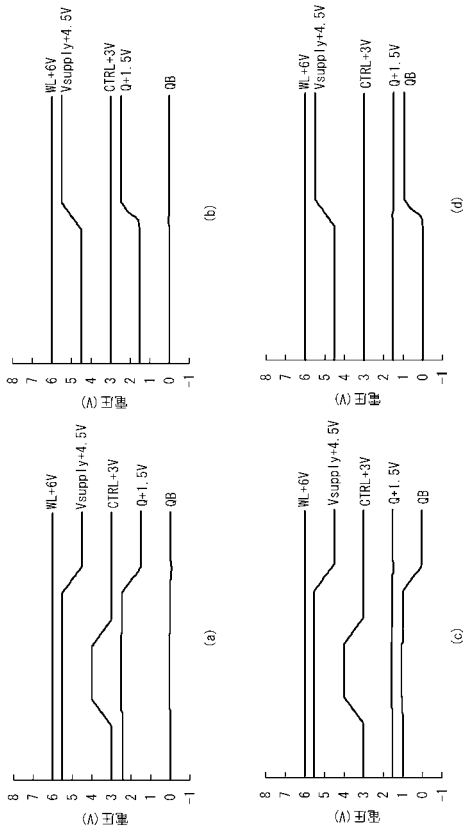 電圧(V)
8
7
6
5
4
3
2
1
0
-1
WL+6V
Vsupply+4.5V
CTRL+3V
Q+1.5V
QB
(a)
電圧(V)
8
7
6
5
4
3
2
1
0
-1
WL+6V
Vsupply+4.5V
CTRL+3V
Q+1.5V
QB
(b)
電圧(V)
8
7
6
5
4
3
2
1
0
-1
WL+6V
Vsupply+4.5V
CTRL+3V
Q+1.5V
QB
(c)
電圧(V)
8
7
6
5
4
3
2
1
0
-1
WL+6V
Vsupply+4.5V
CTRL+3V
Q+1.5V
QB
(d)